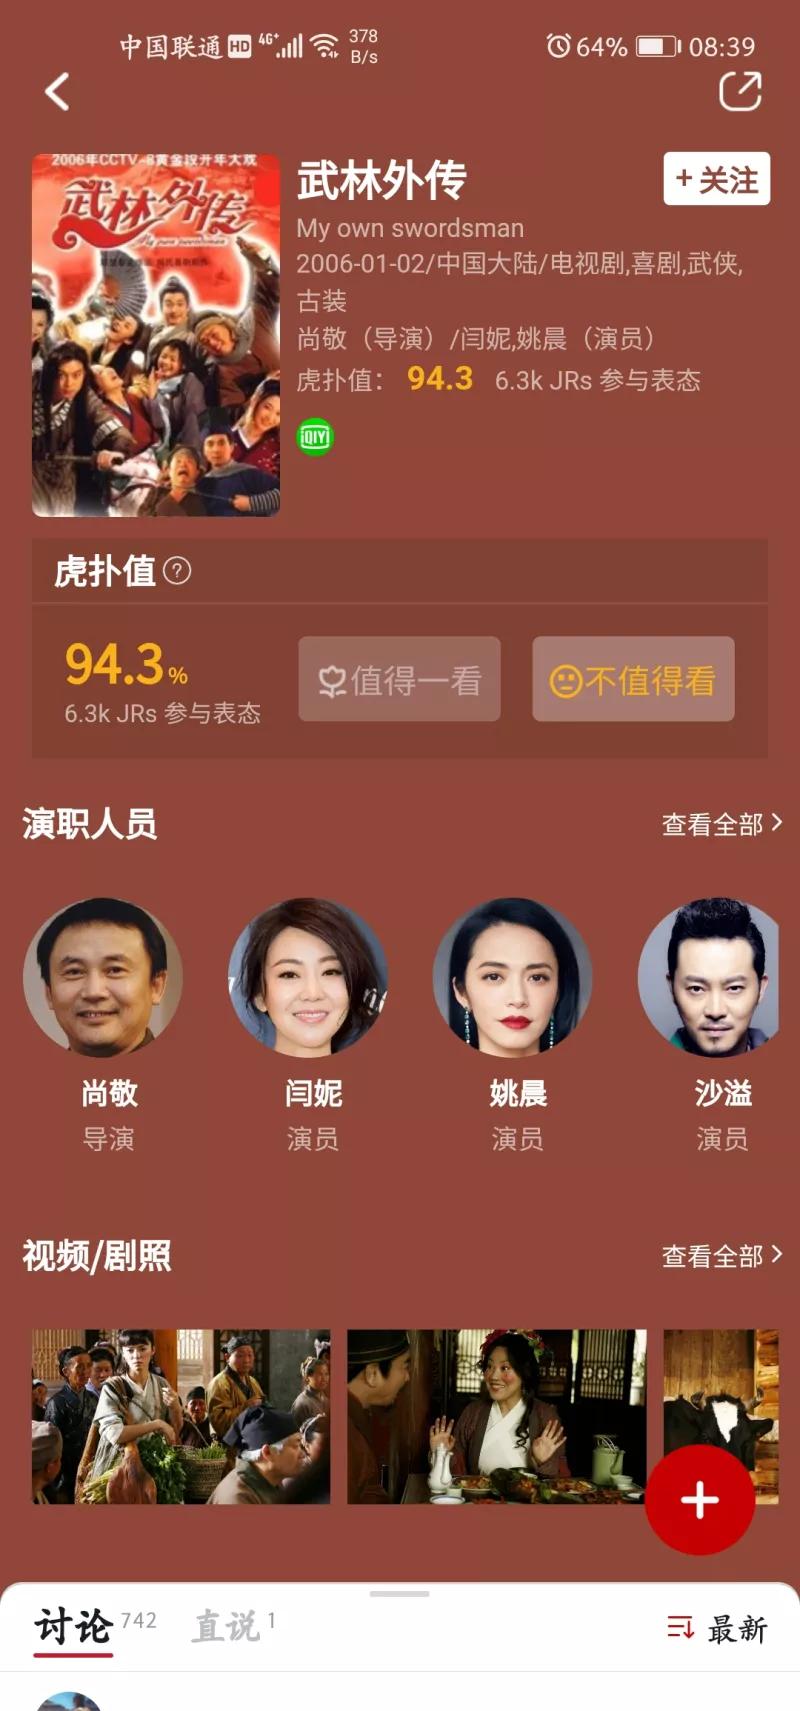 中国联通 HD 4G+ 378 B/s 64% 08:39
2006年CCTV-8黄金段开年大戏
武林外传
My own swordsman
武林外传
+关注
My own swordsman
2006-01-02/中国大陆/电视剧,喜剧,武侠,
古装
尚敬（导演）/闫妮,姚晨（演员）
虎扑值： 94.3 6.3k JRs 参与表态
iQIYI
虎扑值 ?
94.3%
值得一看
不值得看
6.3k JRs 参与表态
演职人员
查看全部
尚敬 闫妮 姚晨 沙溢
导演 演员 演员 演员
视频/剧照
查看全部
讨论 742 直说 1 最新